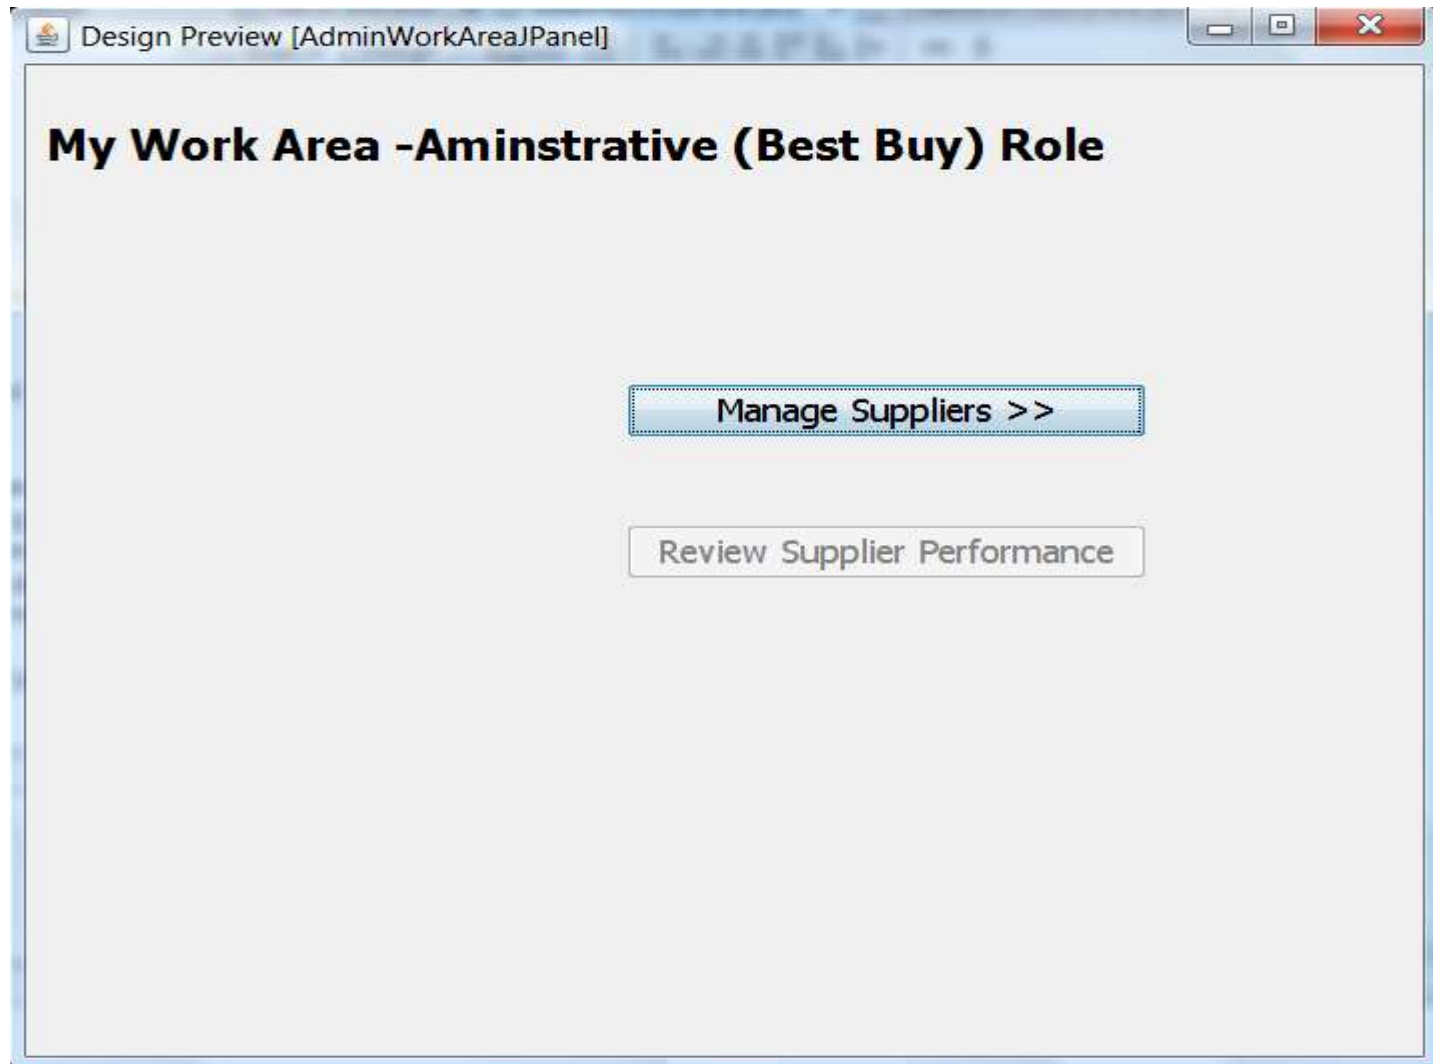 Design Preview [AdminWorkAreaJPanel]
My Work Area -Aminstrative (Best Buy) Role
Manage Suppliers >>
Review Supplier Performance